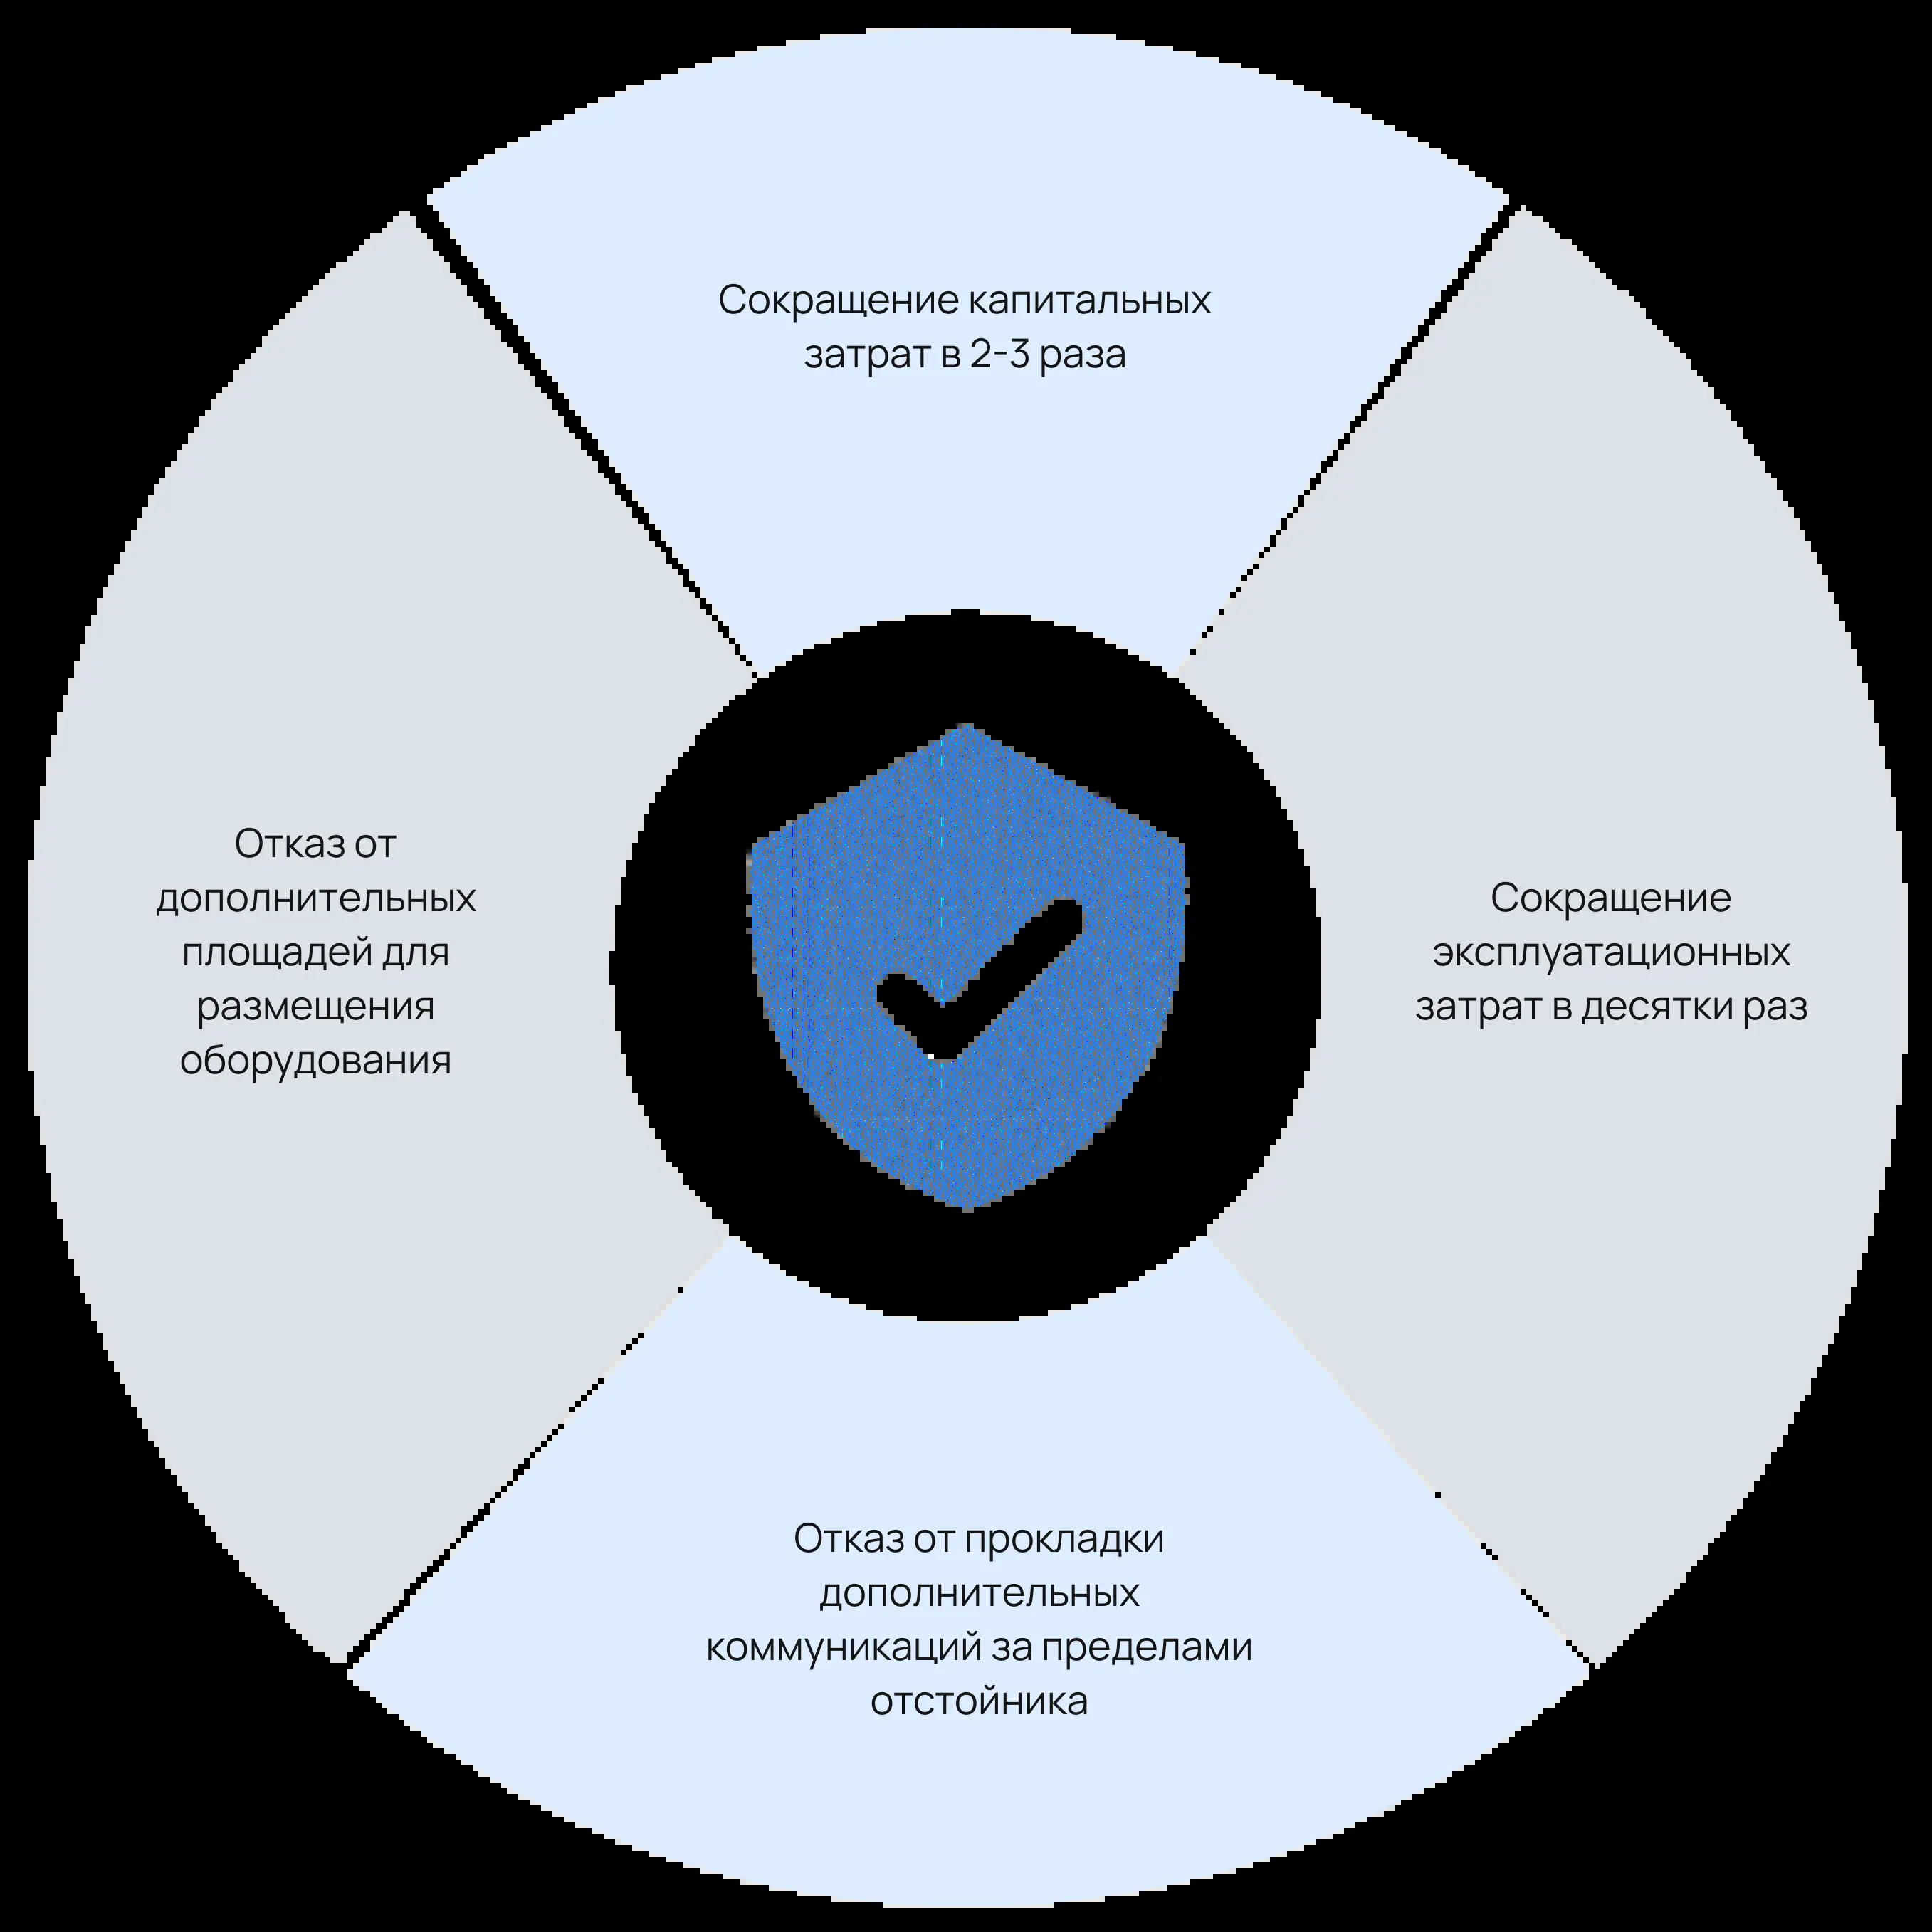 Сокращение капитальных
затрат в 2-3 раза
Отказ от
дополнительных
площадей для
размещения
оборудования
Сокращение
эксплуатационных
затрат в десятки раз
Отказ от прокладки
дополнительных
коммуникаций за пределами
отстойника